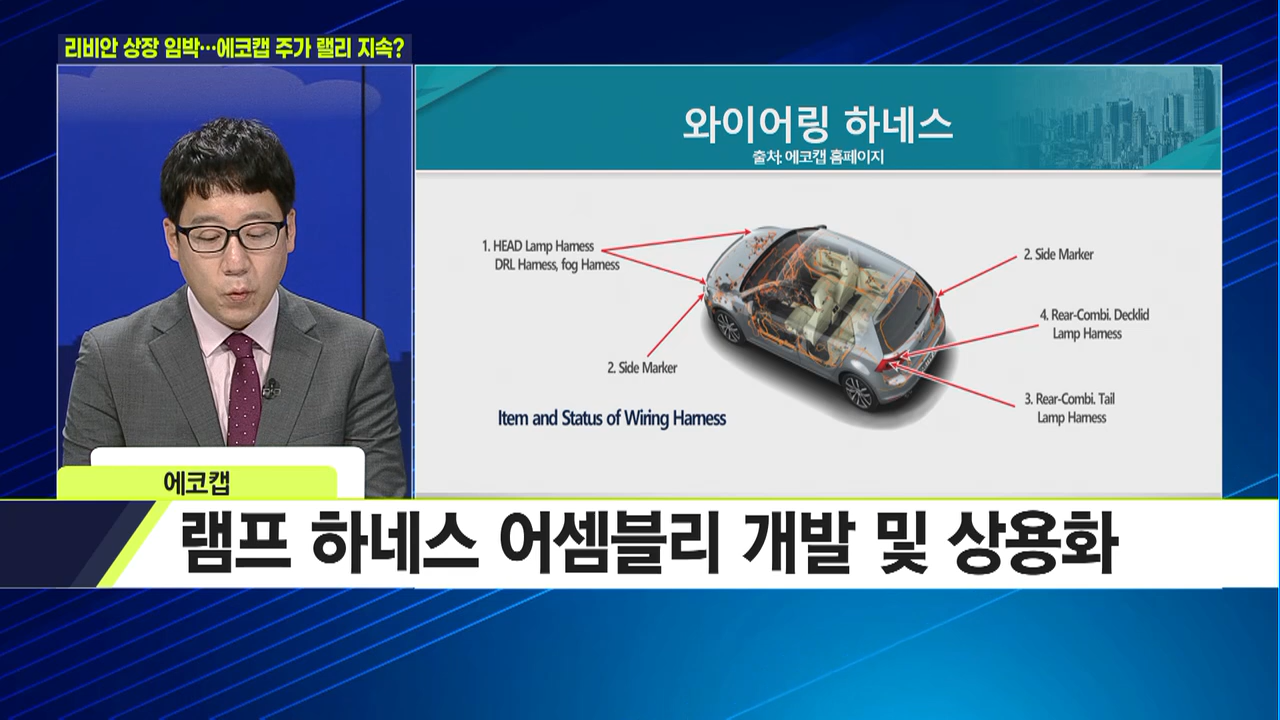 리비안 상장 임박…에코캡 주가 랠리 지속?
와이어링 하네스
출처: 에코캡 홈페이지
1. HEAD Lamp Harness
DRL Harness, fog Harness
2. Side Marker
2. Side Marker
4. Rear-Combi. Decklid
Lamp Harness
3. Rear-Combi. Tail
Lamp Harness
Item and Status of Wiring Harness
에코캡
램프 하네스 어셈블리 개발 및 상용화